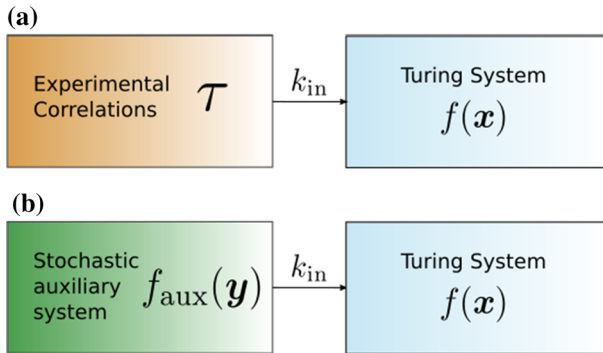 (a)
Experimental
Correlations
τ
k_in
Turing System
f(x)
(b)
Stochastic
auxiliary
system
f_aux(y)
k_in
Turing System
f(x)